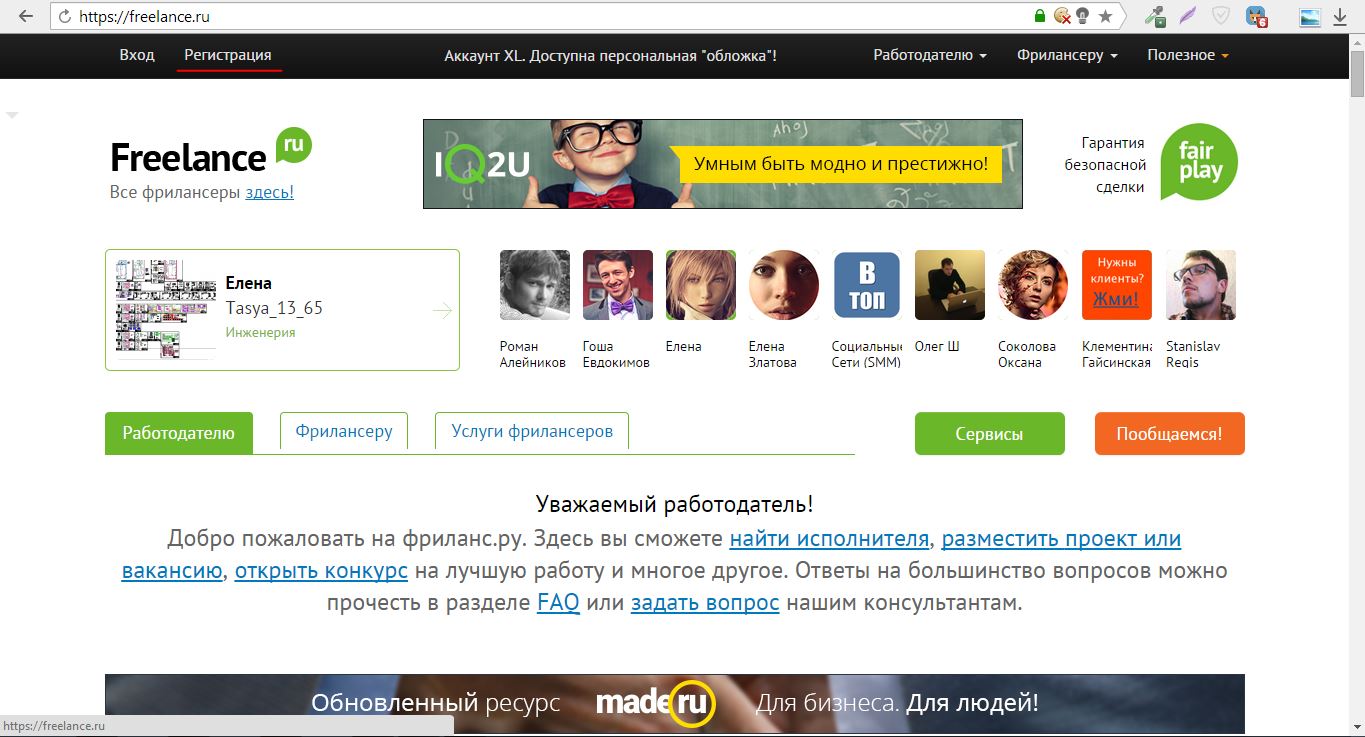 https://freelance.ru
6
Вход Регистрация Аккаунт XL. Доступна персональная "обложка"! Работодателю Фрилансеру Полезное
Freelance ru
Все фрилансеры здесь!
IQ2U
Ahoj
Умным быть модно и престижно!
Гарантия
безопасной
сделки
fair
play
Елена
Tasya_13_65
Инженерия
В
ТОП
Нужны
клиенты?
Жми!
Роман
Алейников
Гоша
Евдокимов
Елена
Елена
Златова
Социальные
Сети (SMM)
Олег Ш
Соколова
Оксана
Клементина
Гайсинская
Stanislav
Regis
Работодателю Фрилансеру Услуги фрилансеров Сервисы Пообщаемся!
Уважаемый работодатель!
Добро пожаловать на фриланс.ру. Здесь вы сможете найти исполнителя, разместить проект или
вакансию, открыть конкурс на лучшую работу и многое другое. Ответы на большинство вопросов можно
прочесть в разделе FAQ или задать вопрос нашим консультантам.
Обновленный ресурс made ru Для бизнеса. Для людей!
https://freelance.ru